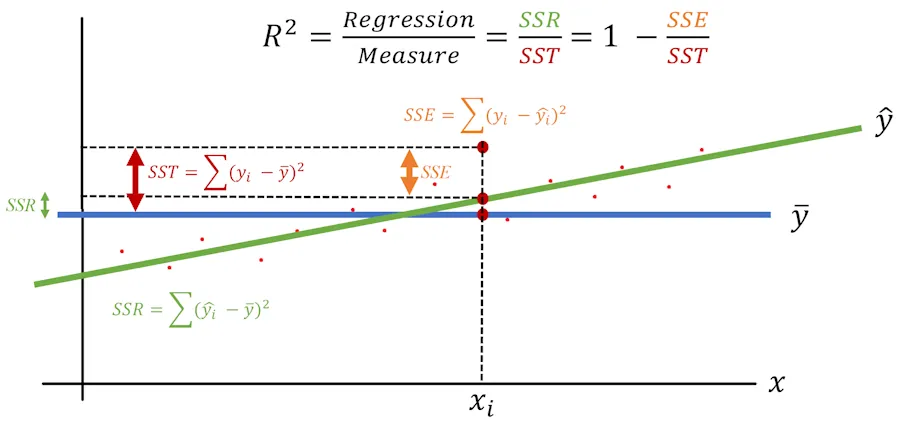 R² = Regression / Measure = SSR / SST = 1 − SSE / SST
SSE = ∑(yᵢ − ŷᵢ)²
ŷ
SST = ∑(yᵢ − ȳ)²
SSE
SSR
ȳ
SSR = ∑(ŷᵢ − ȳ)²
x
xᵢ